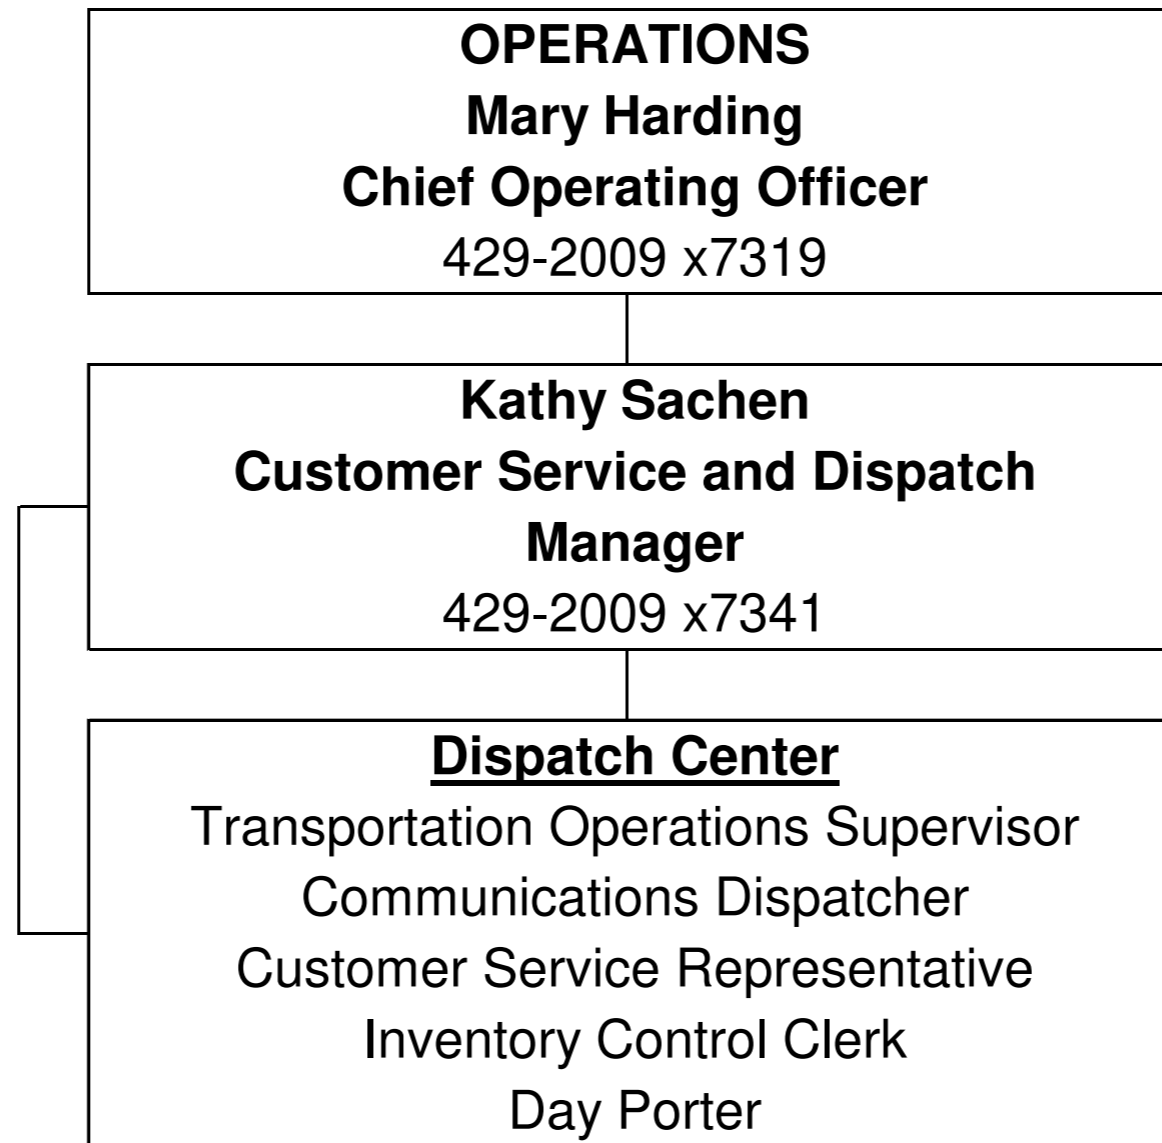 OPERATIONS
Mary Harding
Chief Operating Officer
429-2009 x7319
Kathy Sachen
Customer Service and Dispatch
Manager
429-2009 x7341
Dispatch Center
Transportation Operations Supervisor
Communications Dispatcher
Customer Service Representative
Inventory Control Clerk
Day Porter